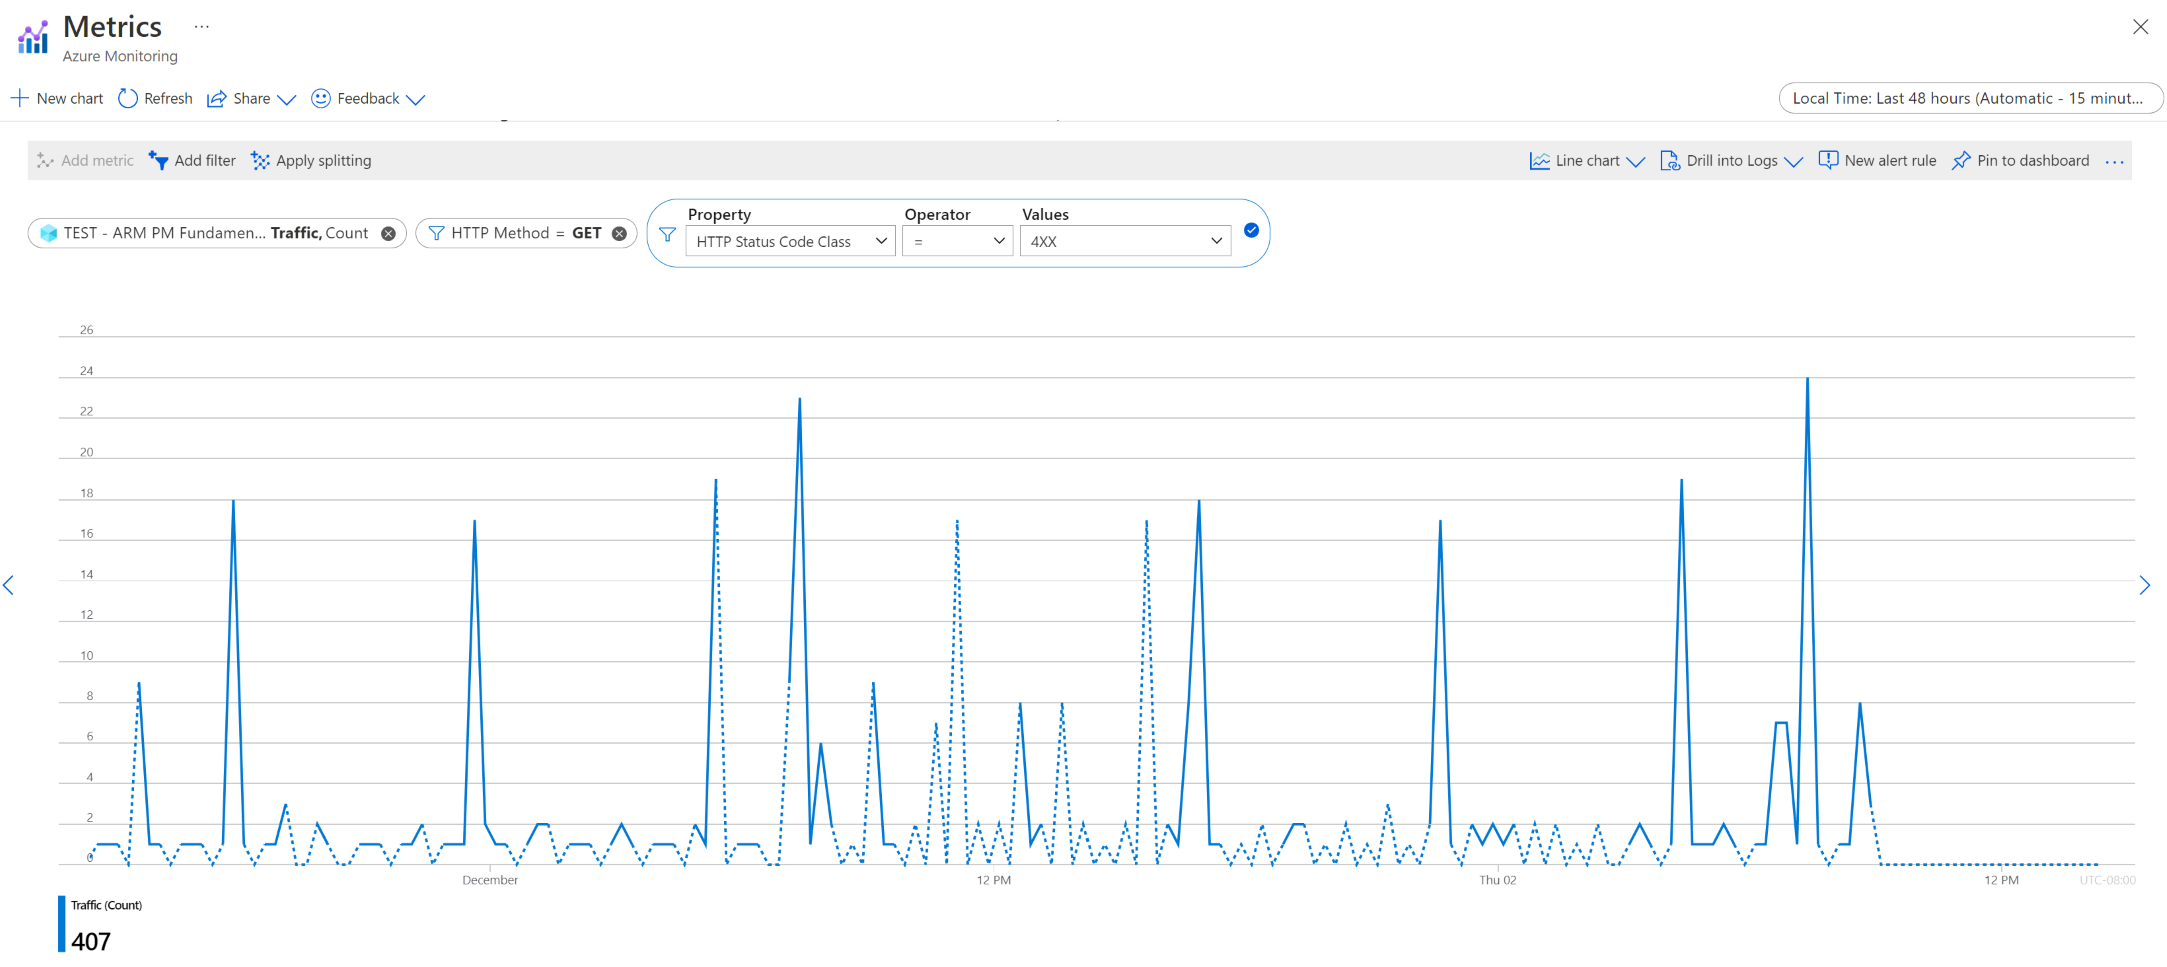 Metrics ...
Azure Monitoring
New chart Refresh Share Feedback Local Time: Last 48 hours (Automatic - 15 minut...
Add metric Add filter Apply splitting Line chart Drill into Logs New alert rule Pin to dashboard ...
Property Operator Values
TEST - ARM PM Fundamen... Traffic, Count HTTP Method = GET HTTP Status Code Class = 4XX
26
24
22
20
18
16
14
12
10
8
6
4
2
0
December 12 PM Thu 02 12 PM UTC-08:00
Traffic (Count)
407